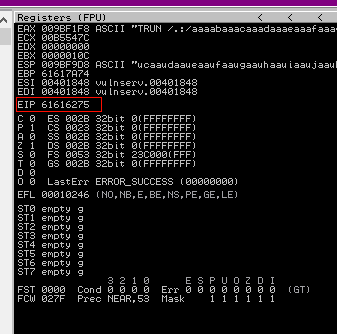 Registers (FPU) < < <
EAX 009BF1F8 ASCII "TRUN /.:/aaaabaaacaaadaaaeaaafaaa
ECX 00B5547C
EDX 00000000
EBX 0000010C
ESP 009BF9D8 ASCII "ucaaudaaueaaufaaugaauhaauiaaujaau
EBP 61617A74
ESI 00401848 vulnserv.00401848
EDI 00401848 vulnserv.00401848
EIP 61616275
C 0 ES 002B 32bit 0(FFFFFFFF)
P 1 CS 0023 32bit 0(FFFFFFFF)
A 0 SS 002B 32bit 0(FFFFFFFF)
Z 1 DS 002B 32bit 0(FFFFFFFF)
S 0 FS 0053 32bit 23C000(FFF)
T 0 GS 002B 32bit 0(FFFFFFFF)
D 0
O 0 LastErr ERROR_SUCCESS (00000000)
EFL 00010246 (NO,NB,E,BE,NS,PE,GE,LE)
ST0 empty g
ST1 empty g
ST2 empty g
ST3 empty g
ST4 empty g
ST5 empty g
ST6 empty g
ST7 empty g
3 2 1 0 E S P U O Z D I
FST 0000 Cond 0 0 0 0 Err 0 0 0 0 0 0 0 0 (GT)
FCW 027F Prec NEAR,53 Mask 1 1 1 1 1 1